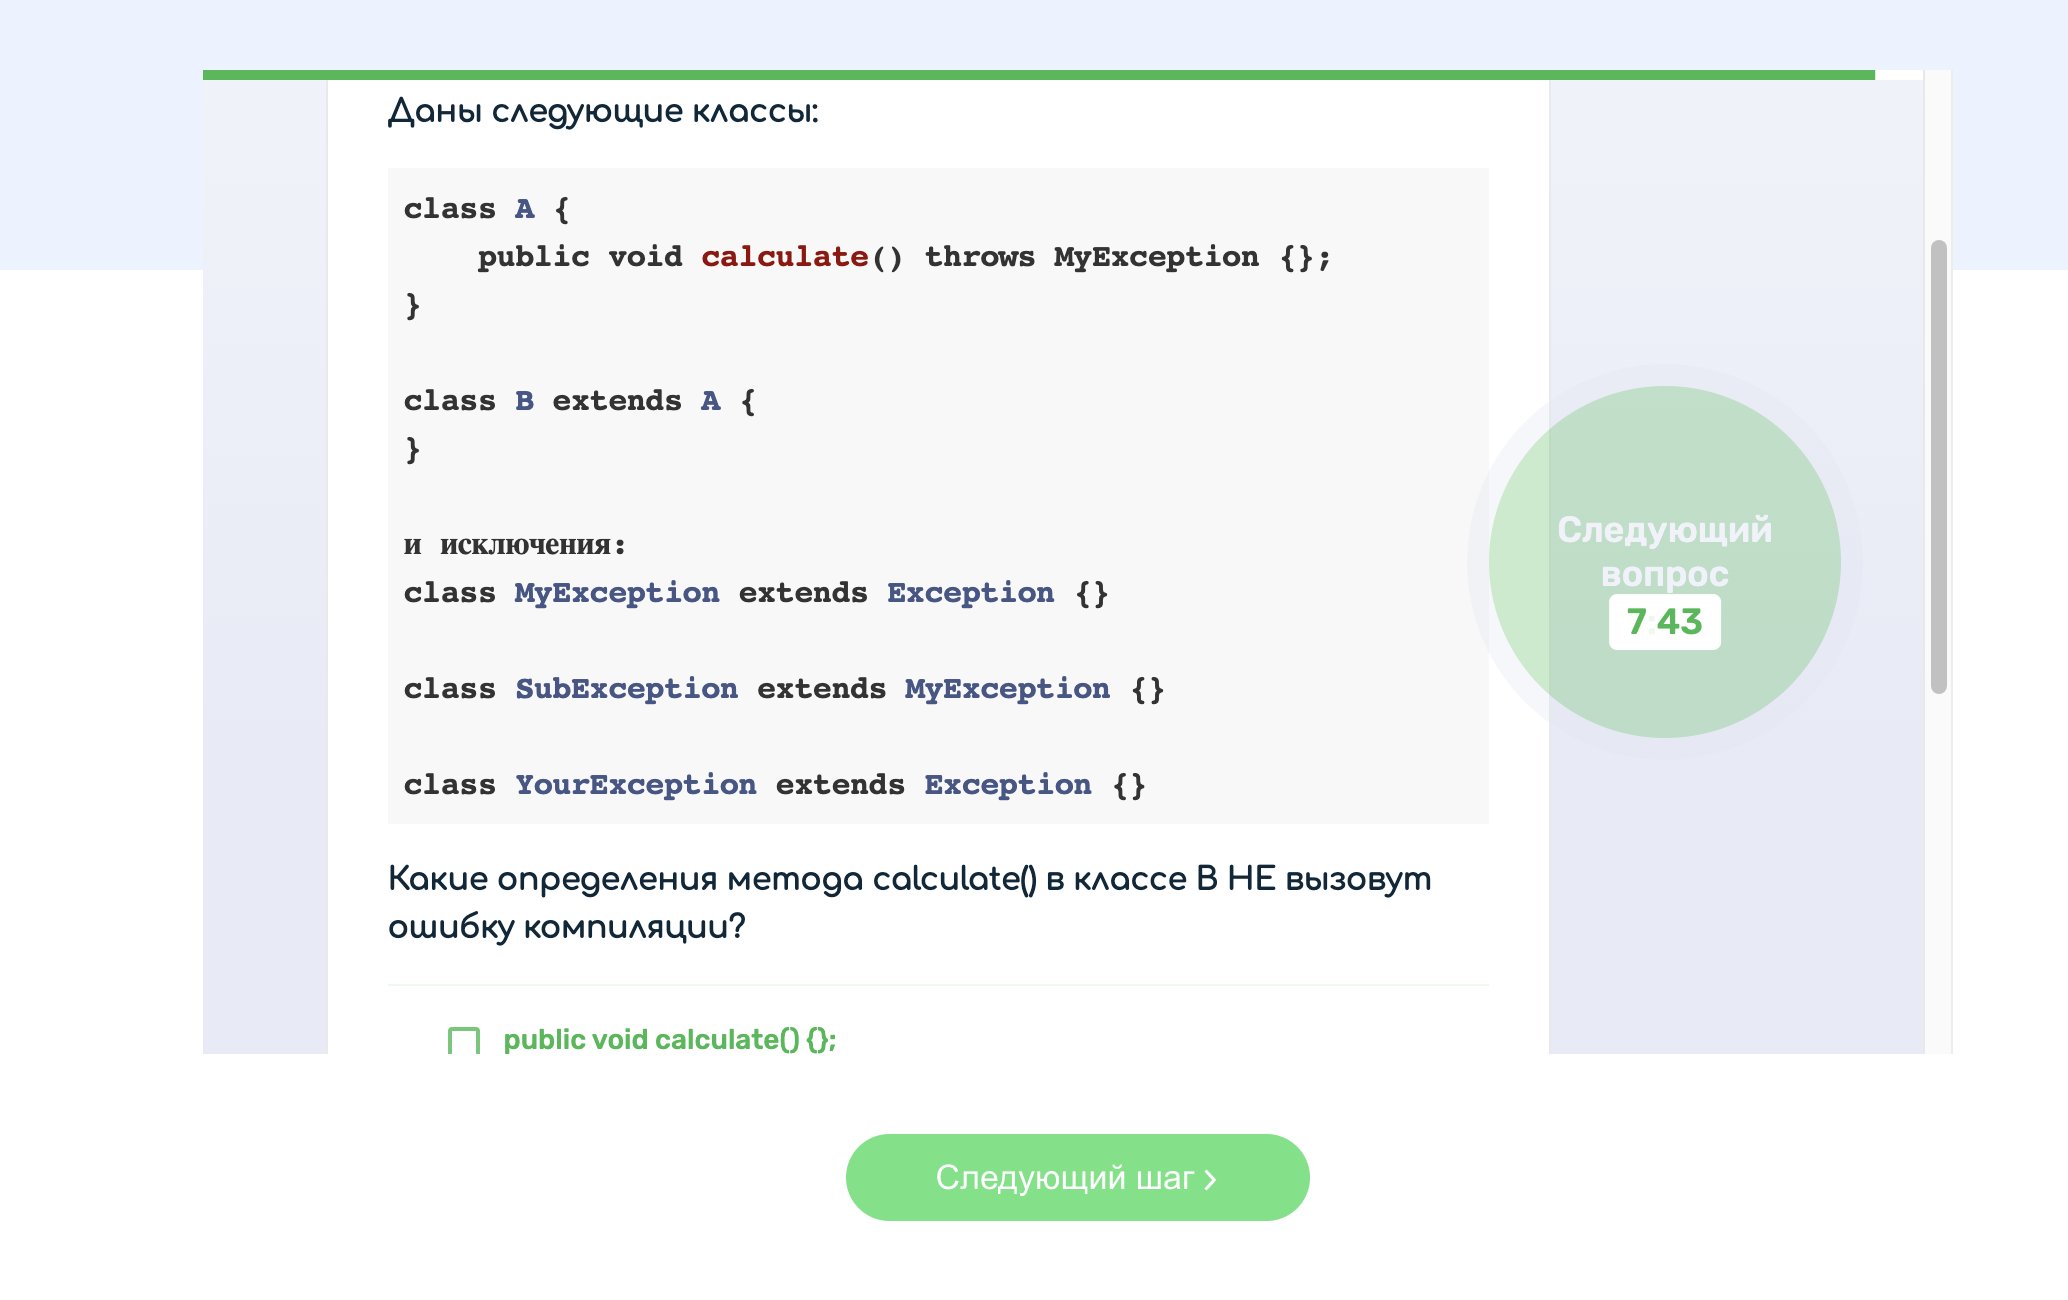 Даны следующие классы:
class A {
    public void calculate() throws MyException {};
}
class B extends A {
}
и исключения:
class MyException extends Exception {}
class SubException extends MyException {}
class YourException extends Exception {}
Следующий
вопрос
7:43
Какие определения метода calculate() в классе B НЕ вызовут
ошибку компиляции?
public void calculate() {};
Следующий шаг